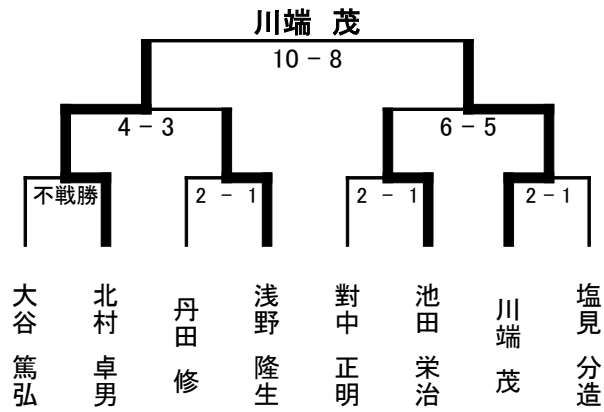 川端 茂
10 - 8
4 - 3
6 - 5
不戦勝
2 - 1
2 - 1
2 - 1
大谷 篤弘
北村 卓男
丹田 修
浅野 隆生
對中 正明
池田 栄治
川端 茂
塩見 分造